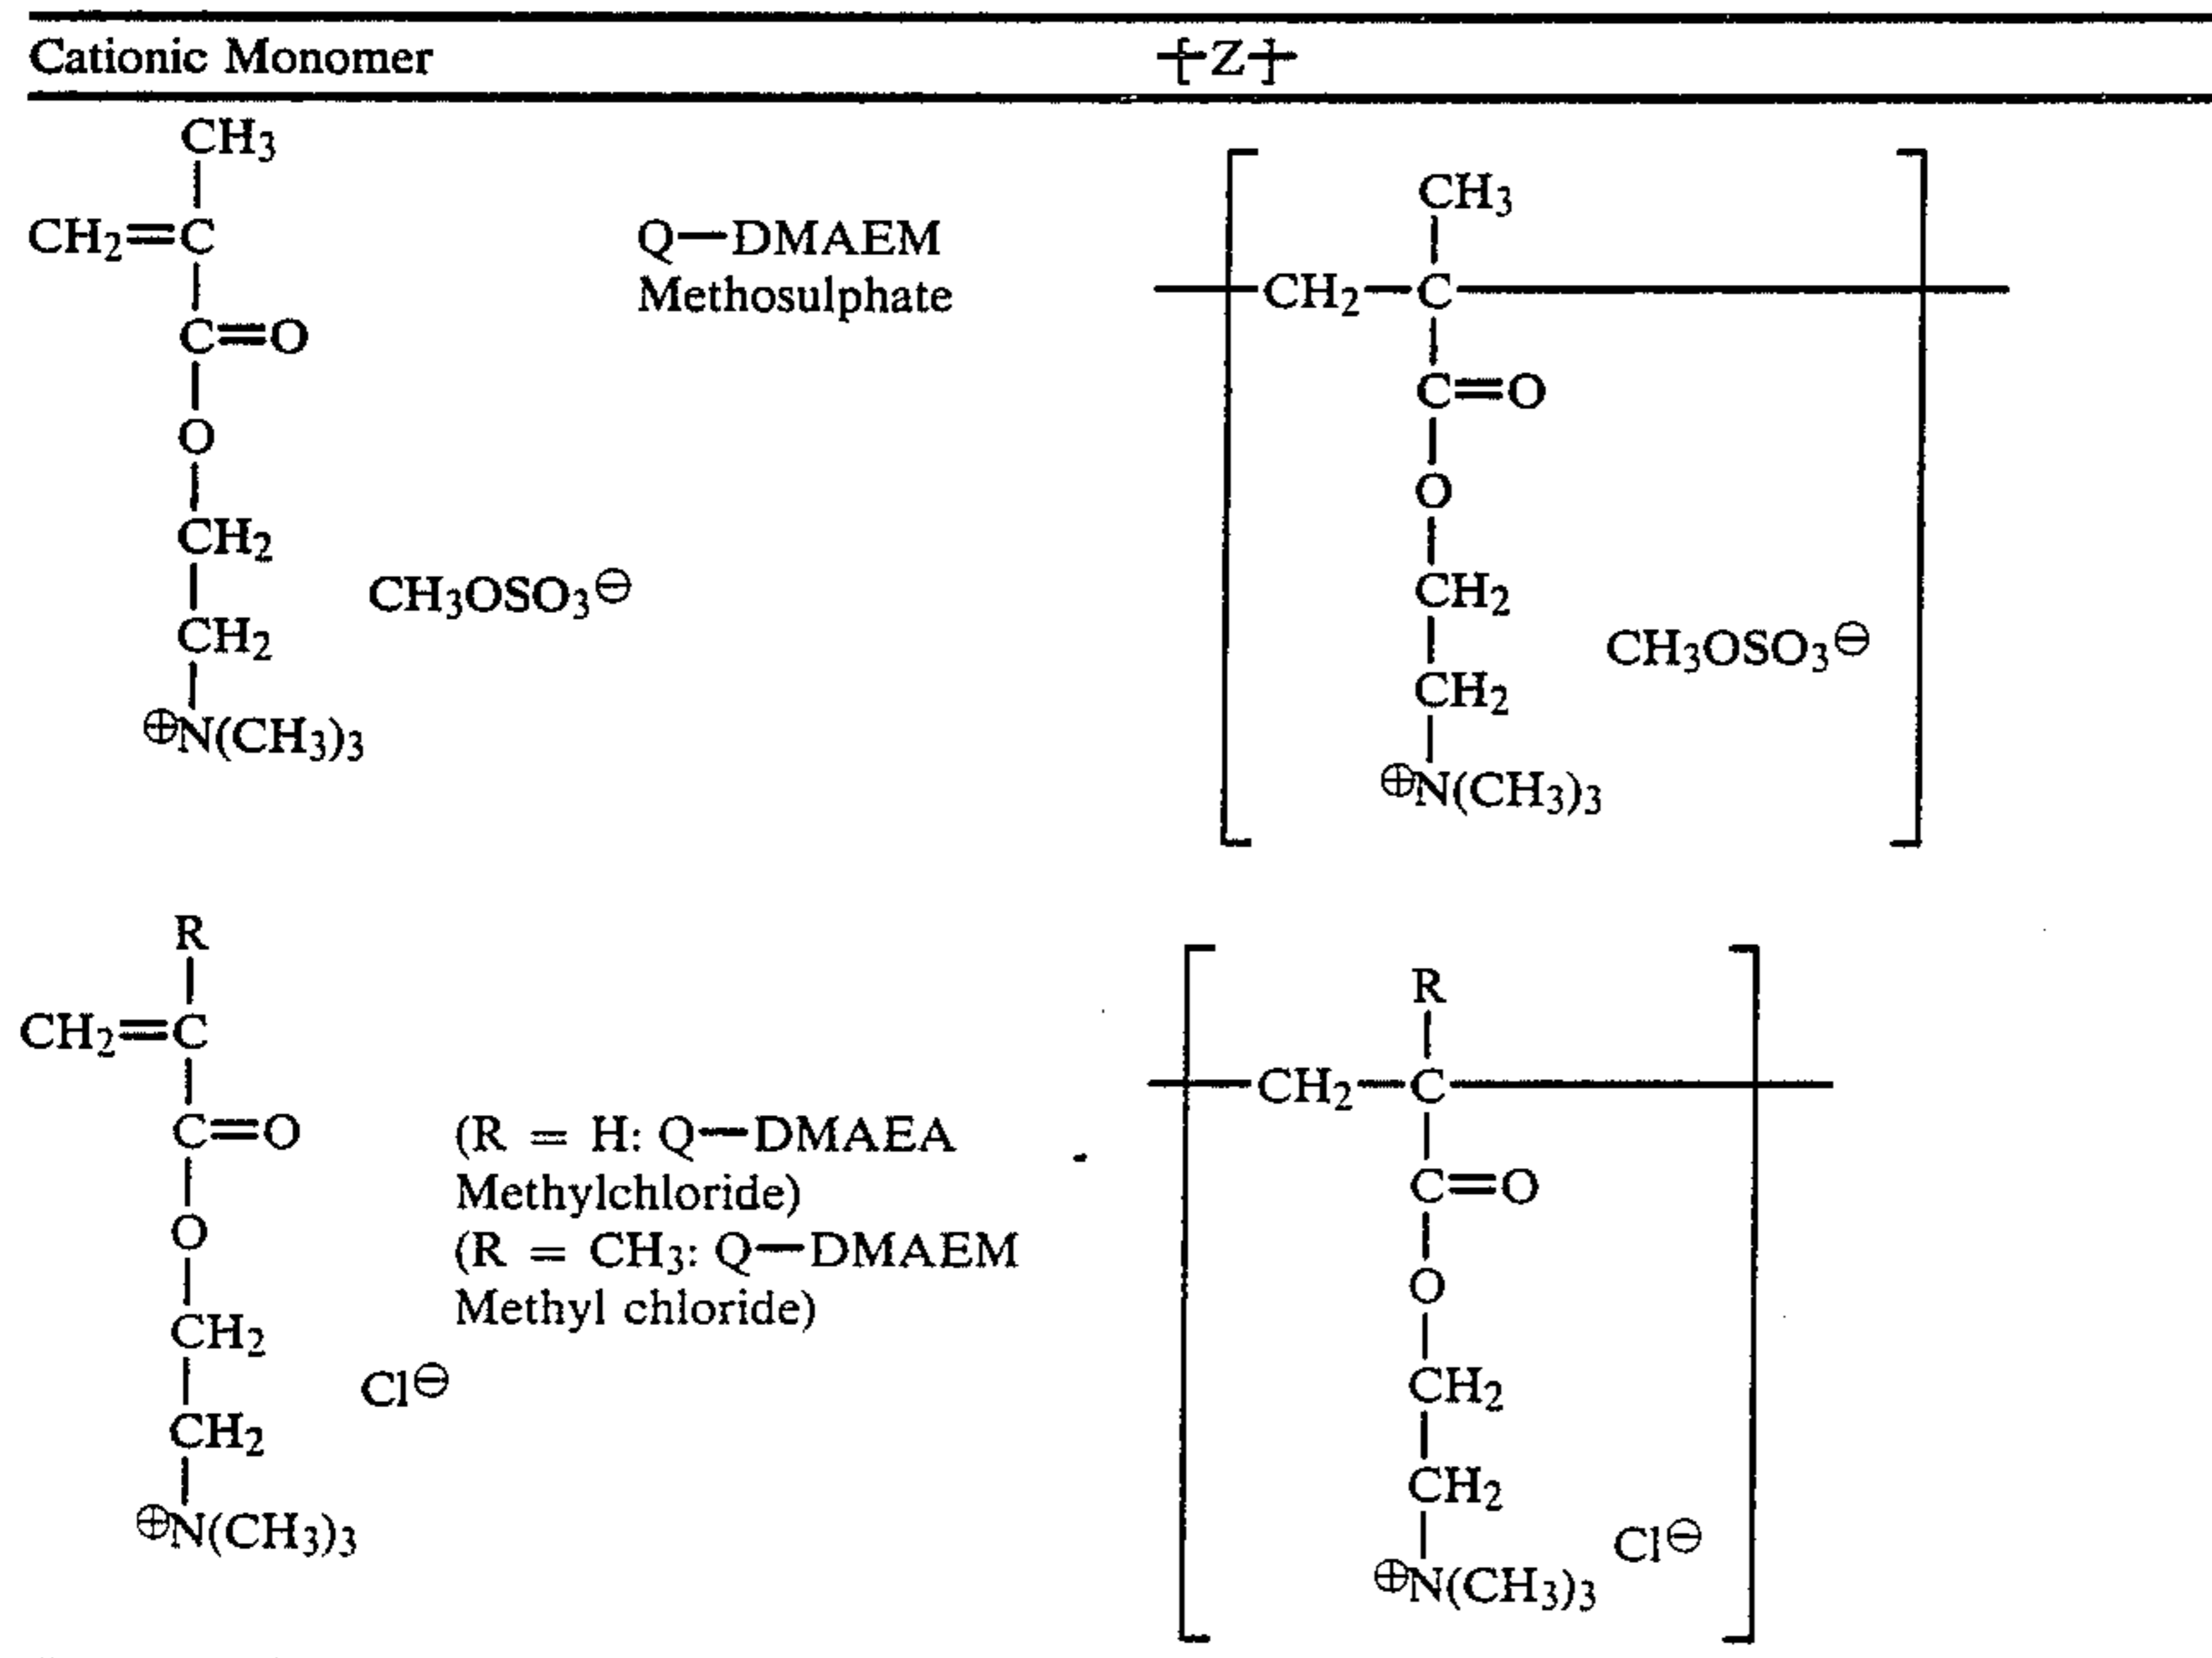 Cationic Monomer
-[-Z-]-
CH₃
CH₂=C
C=O
O
CH₂
CH₂
⊕N(CH₃)₃
CH₃OSO₃⊖
Q—DMAEM
Methosulphate
CH₃
CH₂—C
C=O
O
CH₂
CH₂
⊕N(CH₃)₃
CH₃OSO₃⊖
R
CH₂=C
C=O
O
CH₂
CH₂
⊕N(CH₃)₃
Cl⊖
(R = H: Q—DMAEA
Methylchloride)
(R = CH₃: Q—DMAEM
Methyl chloride)
R
CH₂—C
C=O
O
CH₂
CH₂
⊕N(CH₃)₃
Cl⊖